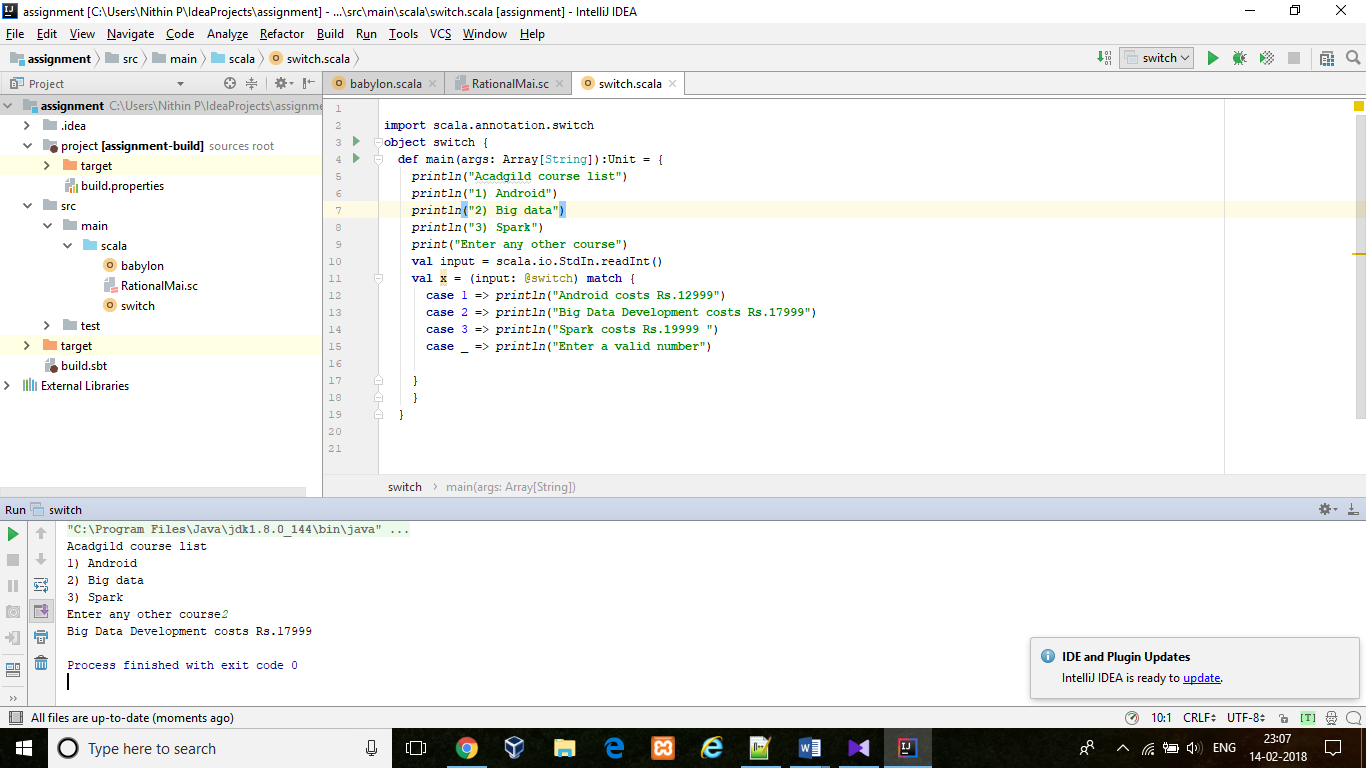 assignment [C:\Users\Nithin P\IdeaProjects\assignment] - ...\src\main\scala\switch.scala [assignment] - IntelliJ IDEA
File Edit View Navigate Code Analyze Refactor Build Run Tools VCS Window Help
assignment src main scala switch.scala
switch
Project
babylon.scala RationalMai.sc switch.scala
assignment C:\Users\Nithin P\IdeaProjects\assignme
.idea
project [assignment-build] sources root
target
build.properties
src
main
scala
babylon
RationalMai.sc
switch
test
target
build.sbt
External Libraries
1
2 import scala.annotation.switch
3 object switch {
4 def main(args: Array[String]):Unit = {
5 println("Acadgild course list")
6 println("1) Android")
7 println("2) Big data")
8 println("3) Spark")
9 print("Enter any other course")
10 val input = scala.io.StdIn.readInt()
11 val x = (input: @switch) match {
12 case 1 => println("Android costs Rs.12999")
13 case 2 => println("Big Data Development costs Rs.17999")
14 case 3 => println("Spark costs Rs.19999 ")
15 case _ => println("Enter a valid number")
16
17 }
18 }
19 }
20
21
switch main(args: Array[String])
Run switch
"C:\Program Files\Java\jdk1.8.0_144\bin\java" ...
Acadgild course list
1) Android
2) Big data
3) Spark
Enter any other course2
Big Data Development costs Rs.17999
Process finished with exit code 0
IDE and Plugin Updates
IntelliJ IDEA is ready to update.
All files are up-to-date (moments ago)
10:1 CRLF UTF-8 [T]
Type here to search
ENG
23:07
14-02-2018